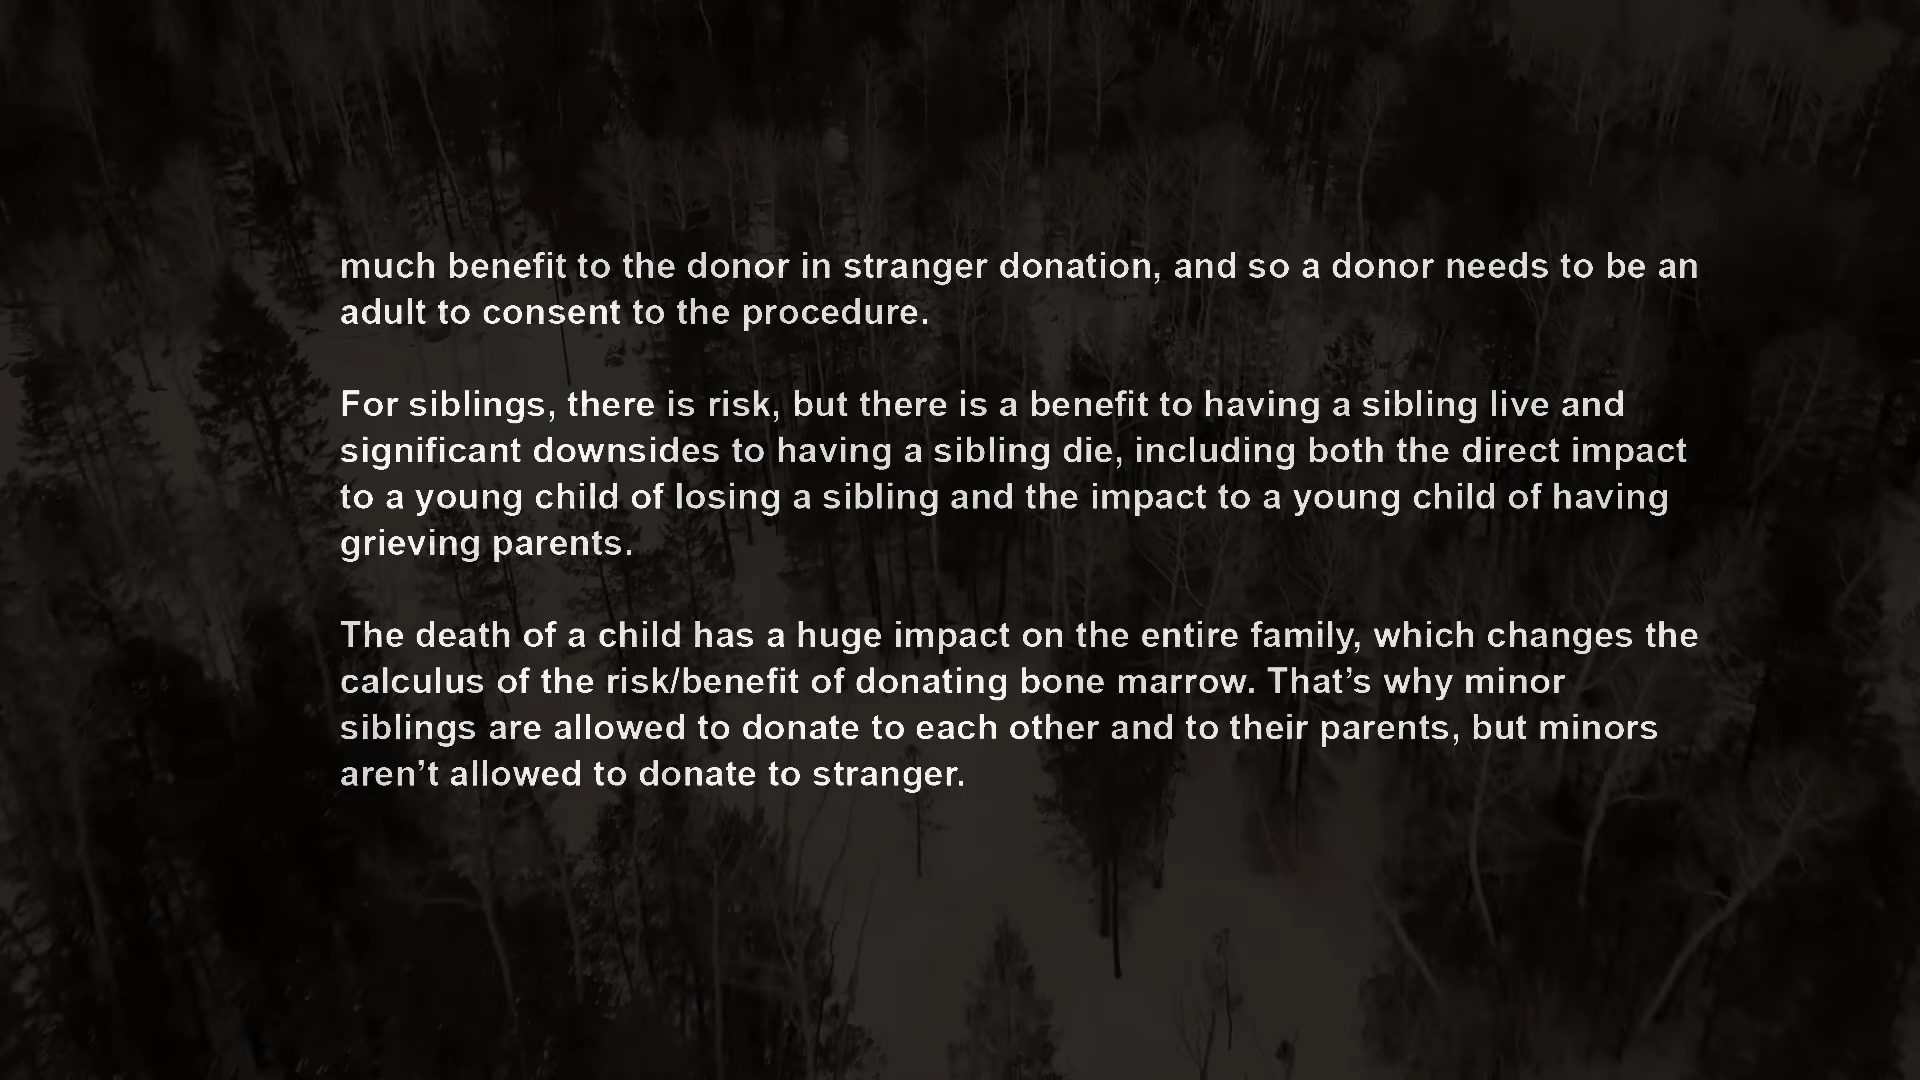 much benefit to the donor in stranger donation, and so a donor needs to be an
adult to consent to the procedure.
For siblings, there is risk, but there is a benefit to having a sibling live and
significant downsides to having a sibling die, including both the direct impact
to a young child of losing a sibling and the impact to a young child of having
grieving parents.
The death of a child has a huge impact on the entire family, which changes the
calculus of the risk/benefit of donating bone marrow. That’s why minor
siblings are allowed to donate to each other and to their parents, but minors
aren’t allowed to donate to stranger.